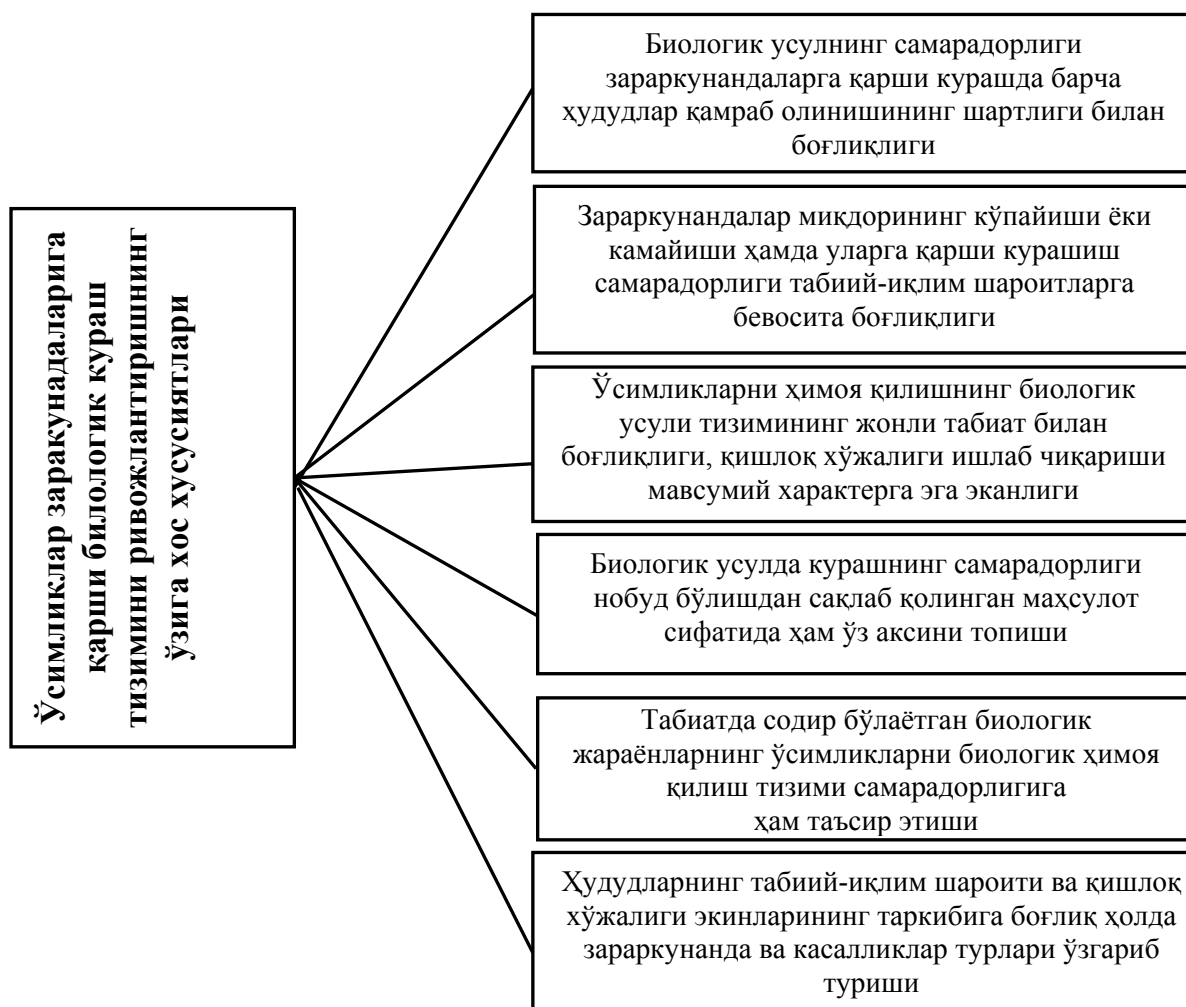 Ўсимликлар заракунадаларига
қарши билологик кураш
тизимини ривожлантиришнинг
ўзига хос хусусиятлари
Биологик усулнинг самарадорлиги
зараркунандаларга қарши курашда барча
ҳудудлар қамраб олинишининг шартлиги билан
боғлиқлиги
Зараркунандалар миқдорининг кўпайиши ёки
камайиши ҳамда уларга қарши курашиш
самарадорлиги табиий-иқлим шароитларга
бевосита боғлиқлиги
Ўсимликларни ҳимоя қилишнинг биологик
усули тизимининг жонли табиат билан
боғлиқлиги, қишлоқ хўжалиги ишлаб чиқариши
мавсумий характерга эга эканлиги
Биологик усулда курашнинг самарадорлиги
нобуд бўлишдан сақлаб қолинган маҳсулот
сифатида ҳам ўз аксини топиши
Табиатда содир бўлаётган биологик
жараёнларнинг ўсимликларни биологик ҳимоя
қилиш тизими самарадорлигига
ҳам таъсир этиши
Ҳудудларнинг табиий-иқлим шароити ва қишлоқ
хўжалиги экинларининг таркибига боғлиқ ҳолда
зараркунанда ва касалликлар турлари ўзгариб
туриши